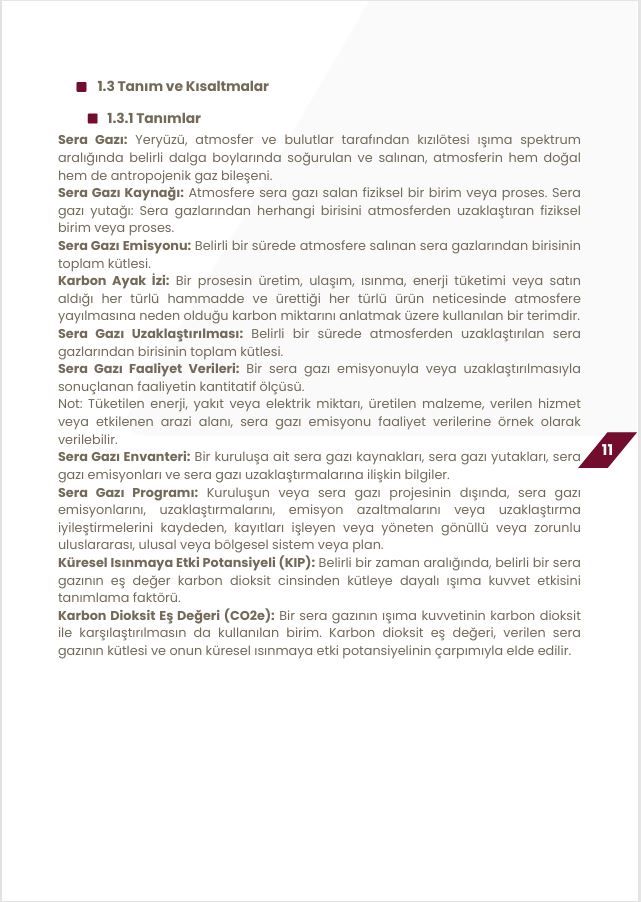 1.3 Tanım ve Kısaltmalar
1.3.1 Tanımlar
Sera Gazı: Yeryüzü, atmosfer ve bulutlar tarafından kızılötesi ışıma spektrum
aralığında belirli dalga boylarında soğurulan ve salınan, atmosferin hem doğal
hem de antropojenik gaz bileşeni.
Sera Gazı Kaynağı: Atmosfere sera gazı salan fiziksel bir birim veya proses. Sera
gazı yutağı: Sera gazlarından herhangi birisini atmosferden uzaklaştıran fiziksel
birim veya proses.
Sera Gazı Emisyonu: Belirli bir sürede atmosfere salınan sera gazlarından birisinin
toplam kütlesi.
Karbon Ayak İzi: Bir prosesin üretim, ulaşım, ısınma, enerji tüketimi veya satın
aldığı her türlü hammadde ve ürettiği her türlü ürün neticesinde atmosfere
yayılmasına neden olduğu karbon miktarını anlatmak üzere kullanılan bir terimdir.
Sera Gazı Uzaklaştırılması: Belirli bir sürede atmosferden uzaklaştırılan sera
gazlarından birisinin toplam kütlesi.
Sera Gazı Faaliyet Verileri: Bir sera gazı emisyonuyla veya uzaklaştırılmasıyla
sonuçlanan faaliyetin kantitatif ölçüsü.
Not: Tüketilen enerji, yakıt veya elektrik miktarı, üretilen malzeme, verilen hizmet
veya etkilenen arazi alanı, sera gazı emisyonu faaliyet verilerine örnek olarak
verilebilir.
11
Sera Gazı Envanteri: Bir kuruluşa ait sera gazı kaynakları, sera gazı yutakları, sera
gazı emisyonları ve sera gazı uzaklaştırmalarına ilişkin bilgiler.
Sera Gazı Programı: Kuruluşun veya sera gazı projesinin dışında, sera gazı
emisyonlarını, uzaklaştırmalarını, emisyon azaltmalarını veya uzaklaştırma
iyileştirmelerini kaydeden, kayıtları işleyen veya yöneten gönüllü veya zorunlu
uluslararası, ulusal veya bölgesel sistem veya plan.
Küresel Isınmaya Etki Potansiyeli (KIP): Belirli bir zaman aralığında, belirli bir sera
gazının eş değer karbon dioksit cinsinden kütleye dayalı ışıma kuvvet etkisini
tanımlama faktörü.
Karbon Dioksit Eş Değeri (CO2e): Bir sera gazının ışıma kuvvetinin karbon dioksit
ile karşılaştırılmasın da kullanılan birim. Karbon dioksit eş değeri, verilen sera
gazının kütlesi ve onun küresel ısınmaya etki potansiyelinin çarpımıyla elde edilir.